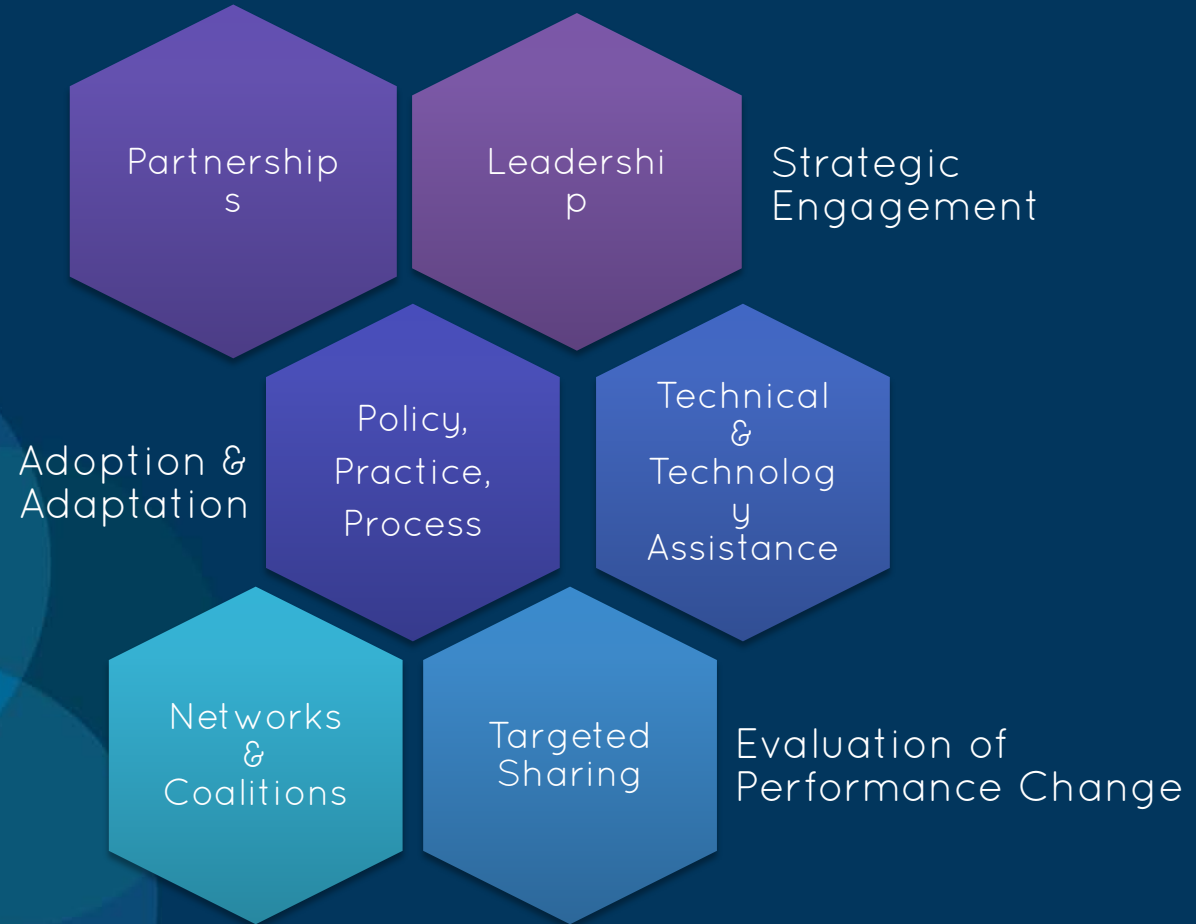 Partnership
s
Leadershi
p
Strategic
Engagement
Adoption &
Adaptation
Policy,
Practice,
Process
Technical
&
Technolog
y
Assistance
Networks
&
Coalitions
Targeted
Sharing
Evaluation of
Performance Change